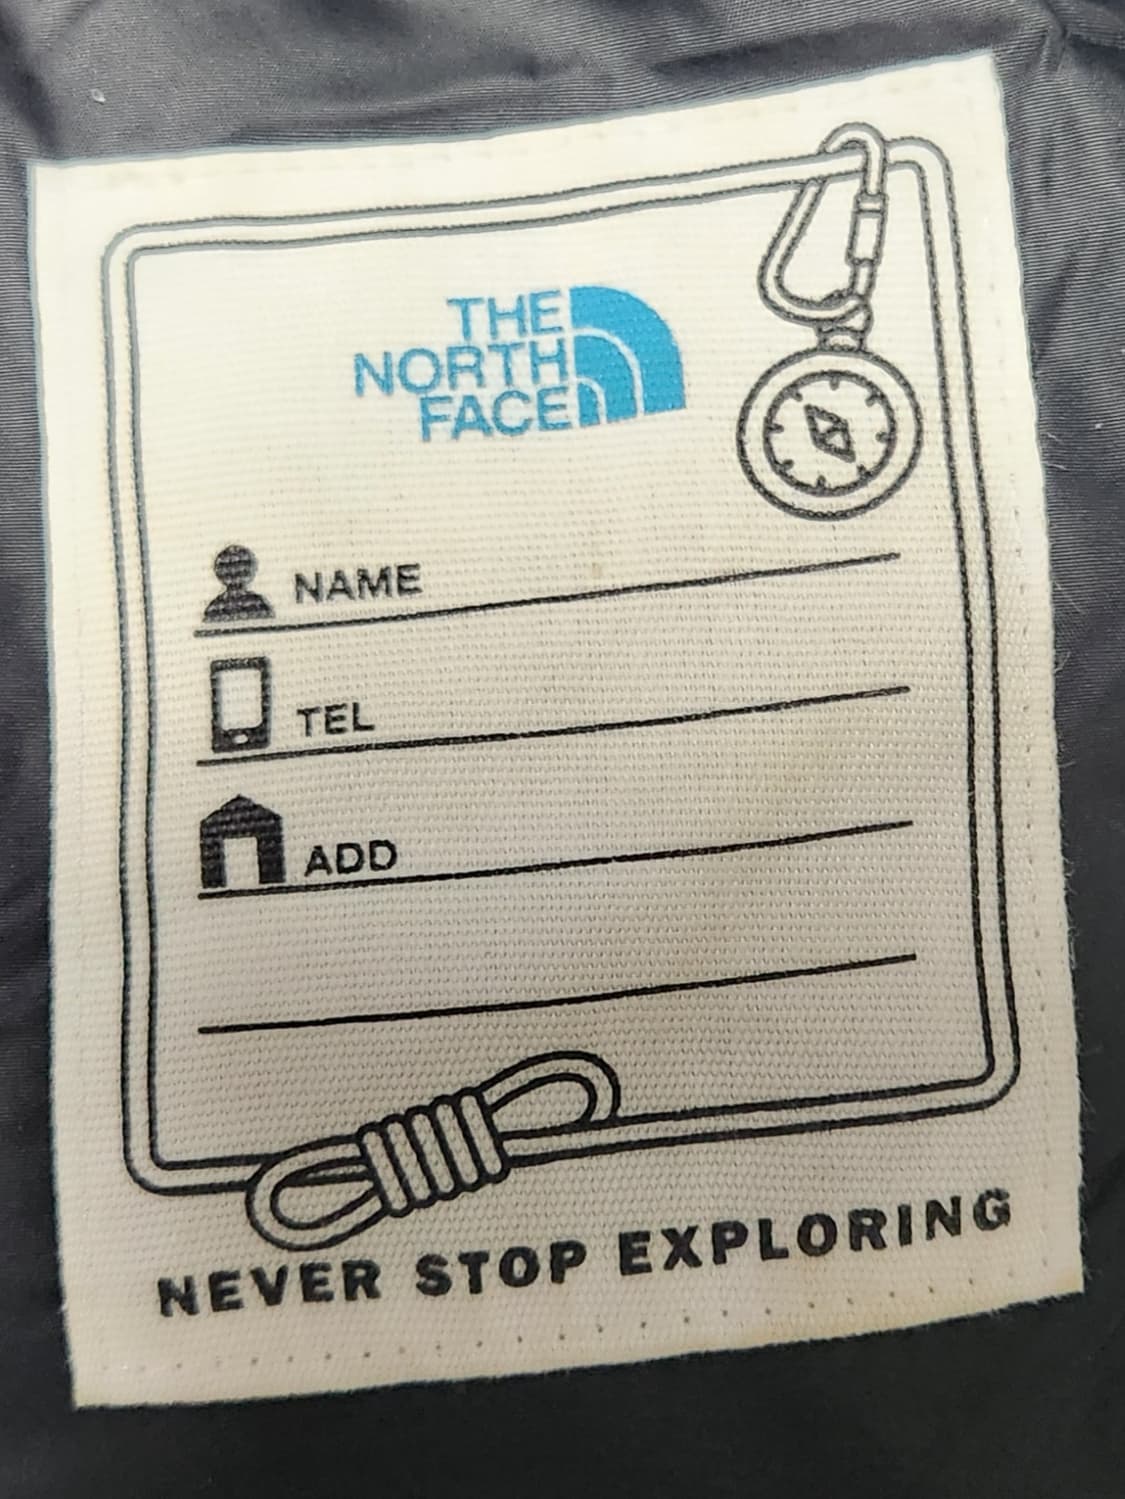 THE
NORTH
FACE
NAME
TEL
ADD
NEVER STOP EXPLORING